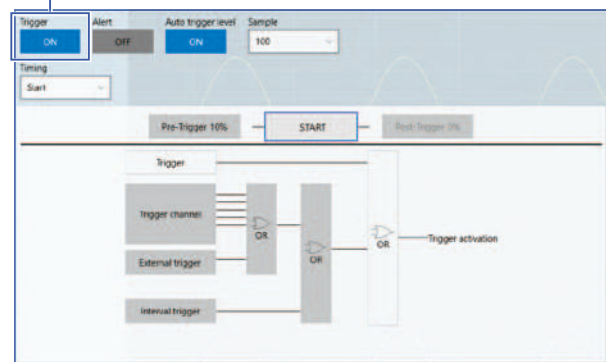 Trigger Alert Auto trigger level Sample
ON OFF ON 100
Timing
Start
Pre-Trigger 10% START Post-Trigger 0%
Trigger
Trigger channel
OR
OR
OR
Trigger activation
External trigger
Interval trigger